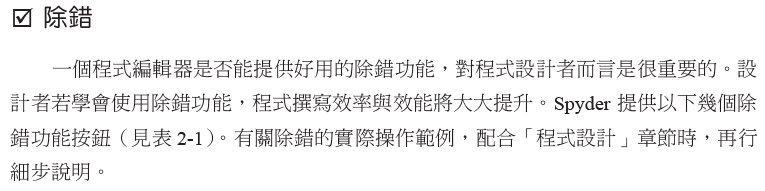 ☑ 除錯
一個程式編輯器是否能提供好用的除錯功能，對程式設計者而言是很重要的。設
計者若學會使用除錯功能，程式撰寫效率與效能將大大提升。Spyder 提供以下幾個除
錯功能按鈕（見表 2-1）。有關除錯的實際操作範例，配合「程式設計」章節時，再行
細步說明。